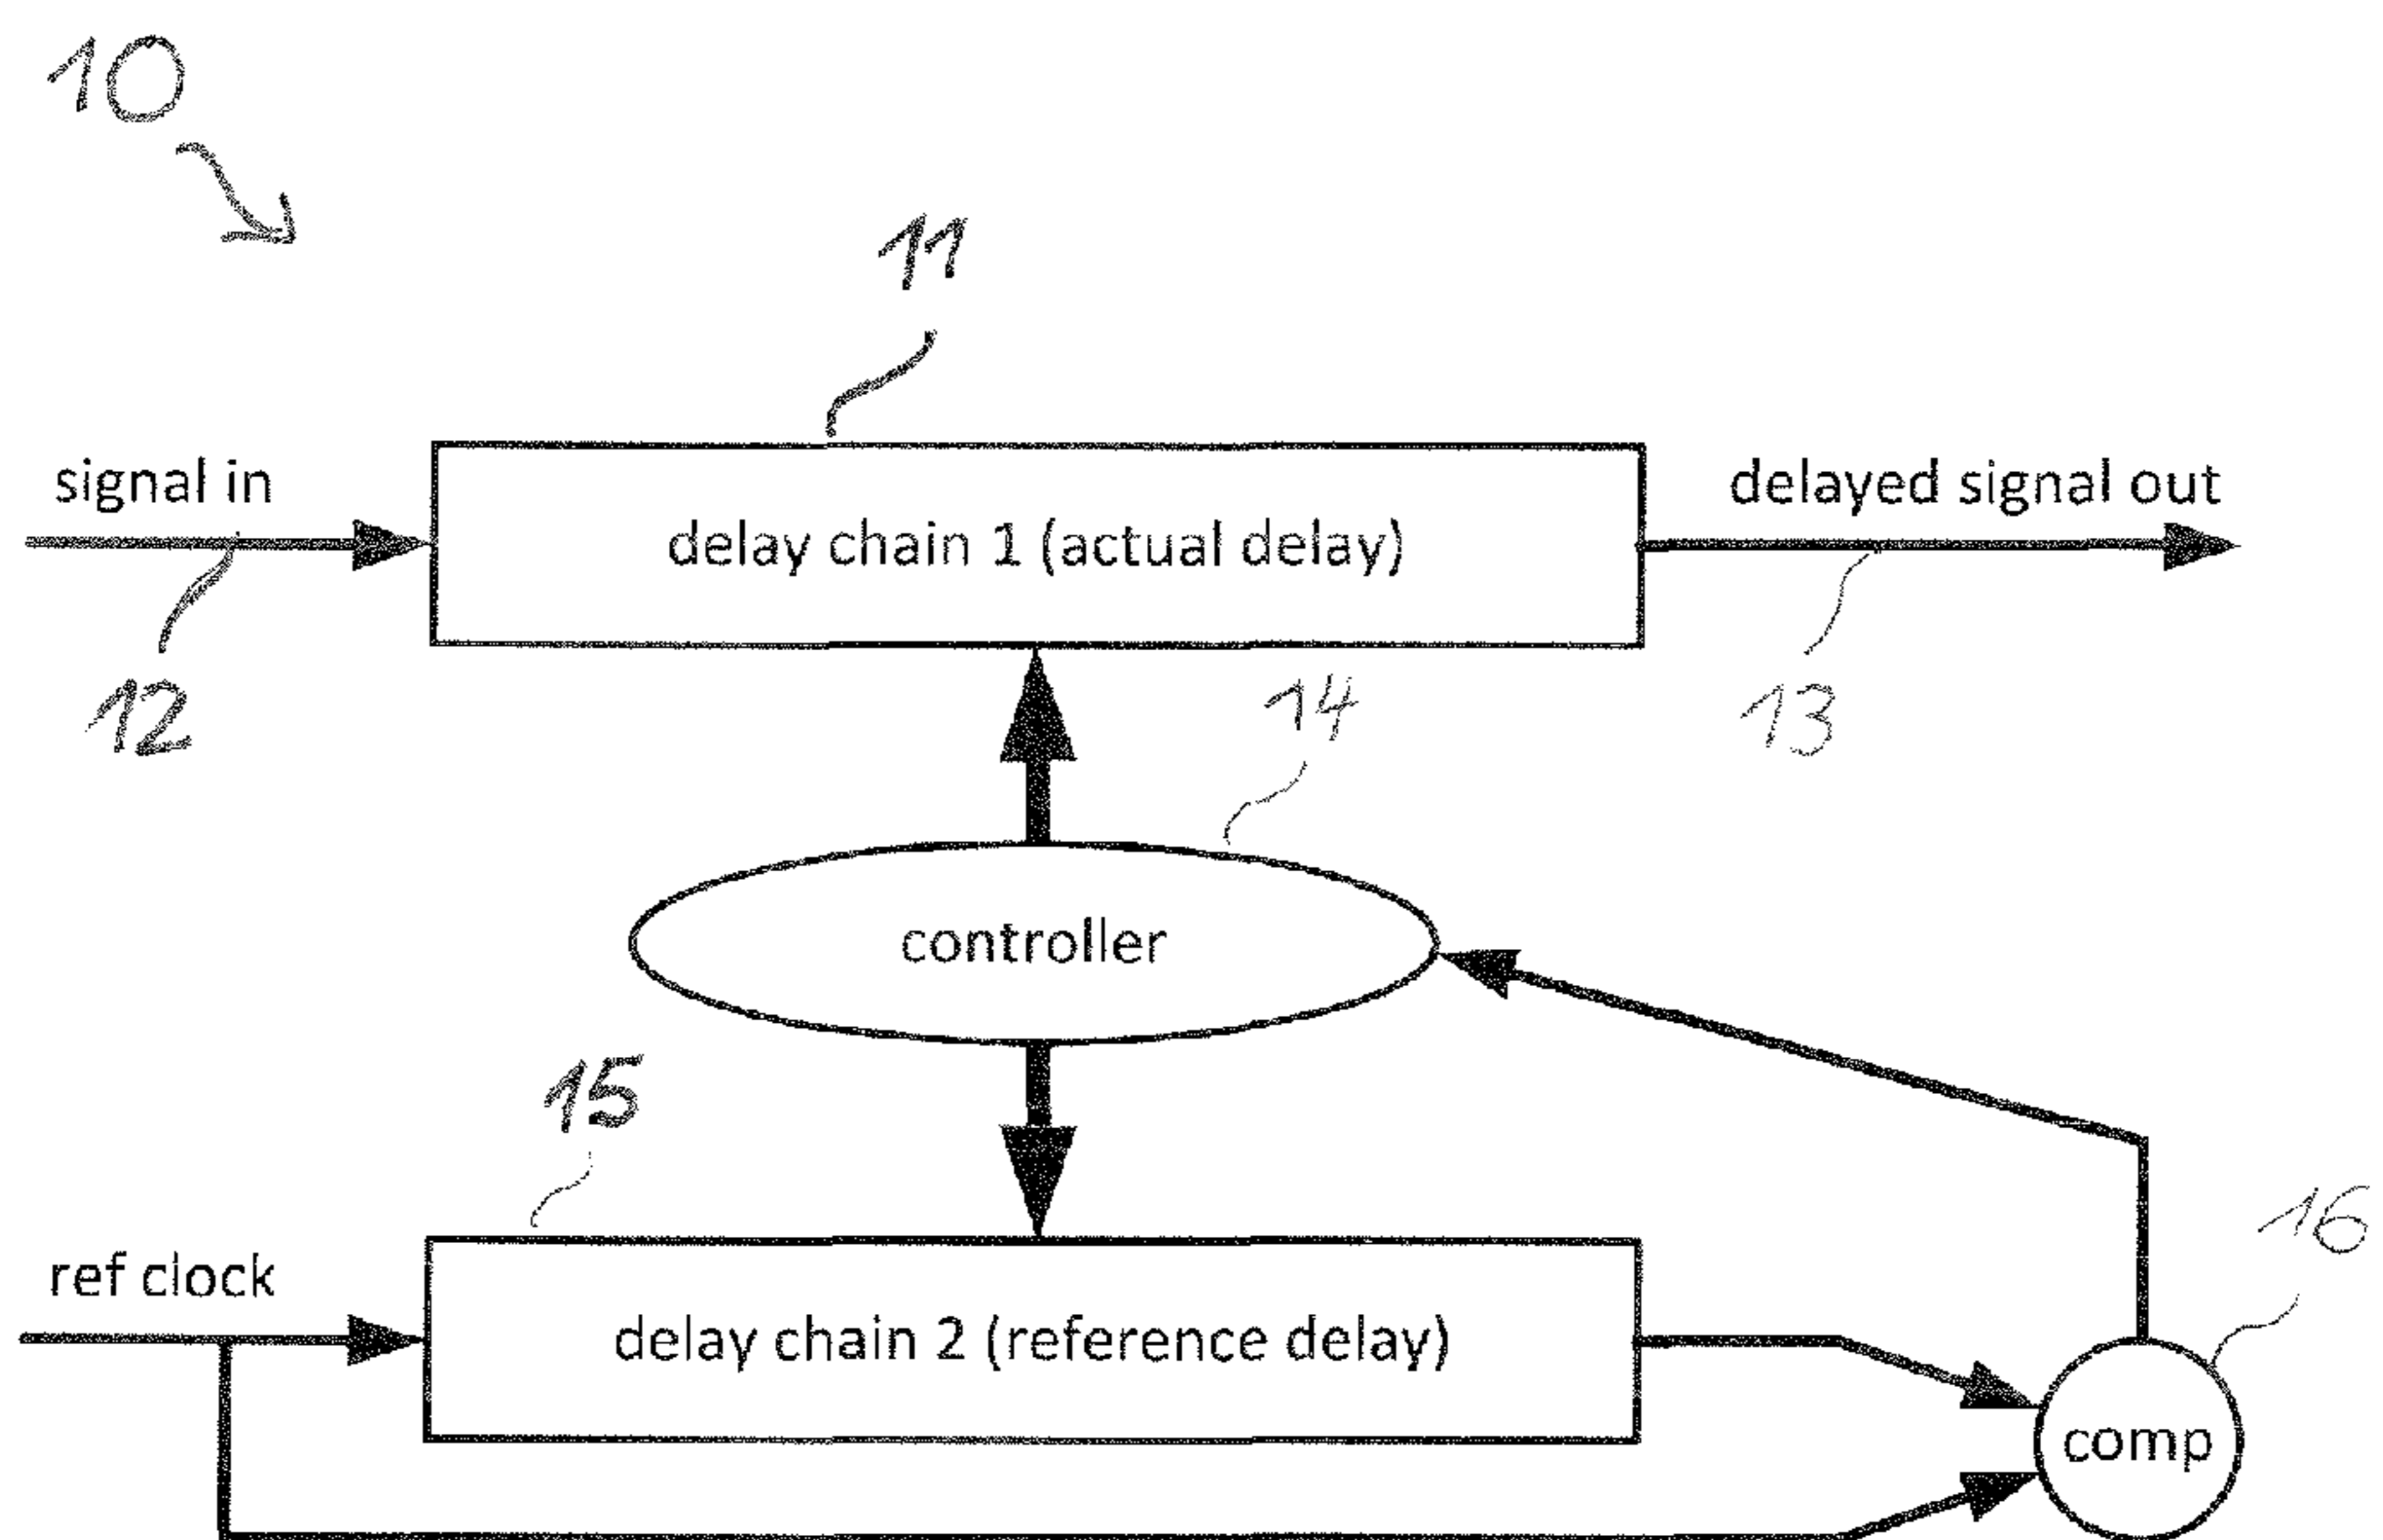 10
11
signal in
delayed signal out
delay chain 1 (actual delay)
12
14
13
controller
15
16
ref clock
delay chain 2 (reference delay)
comp